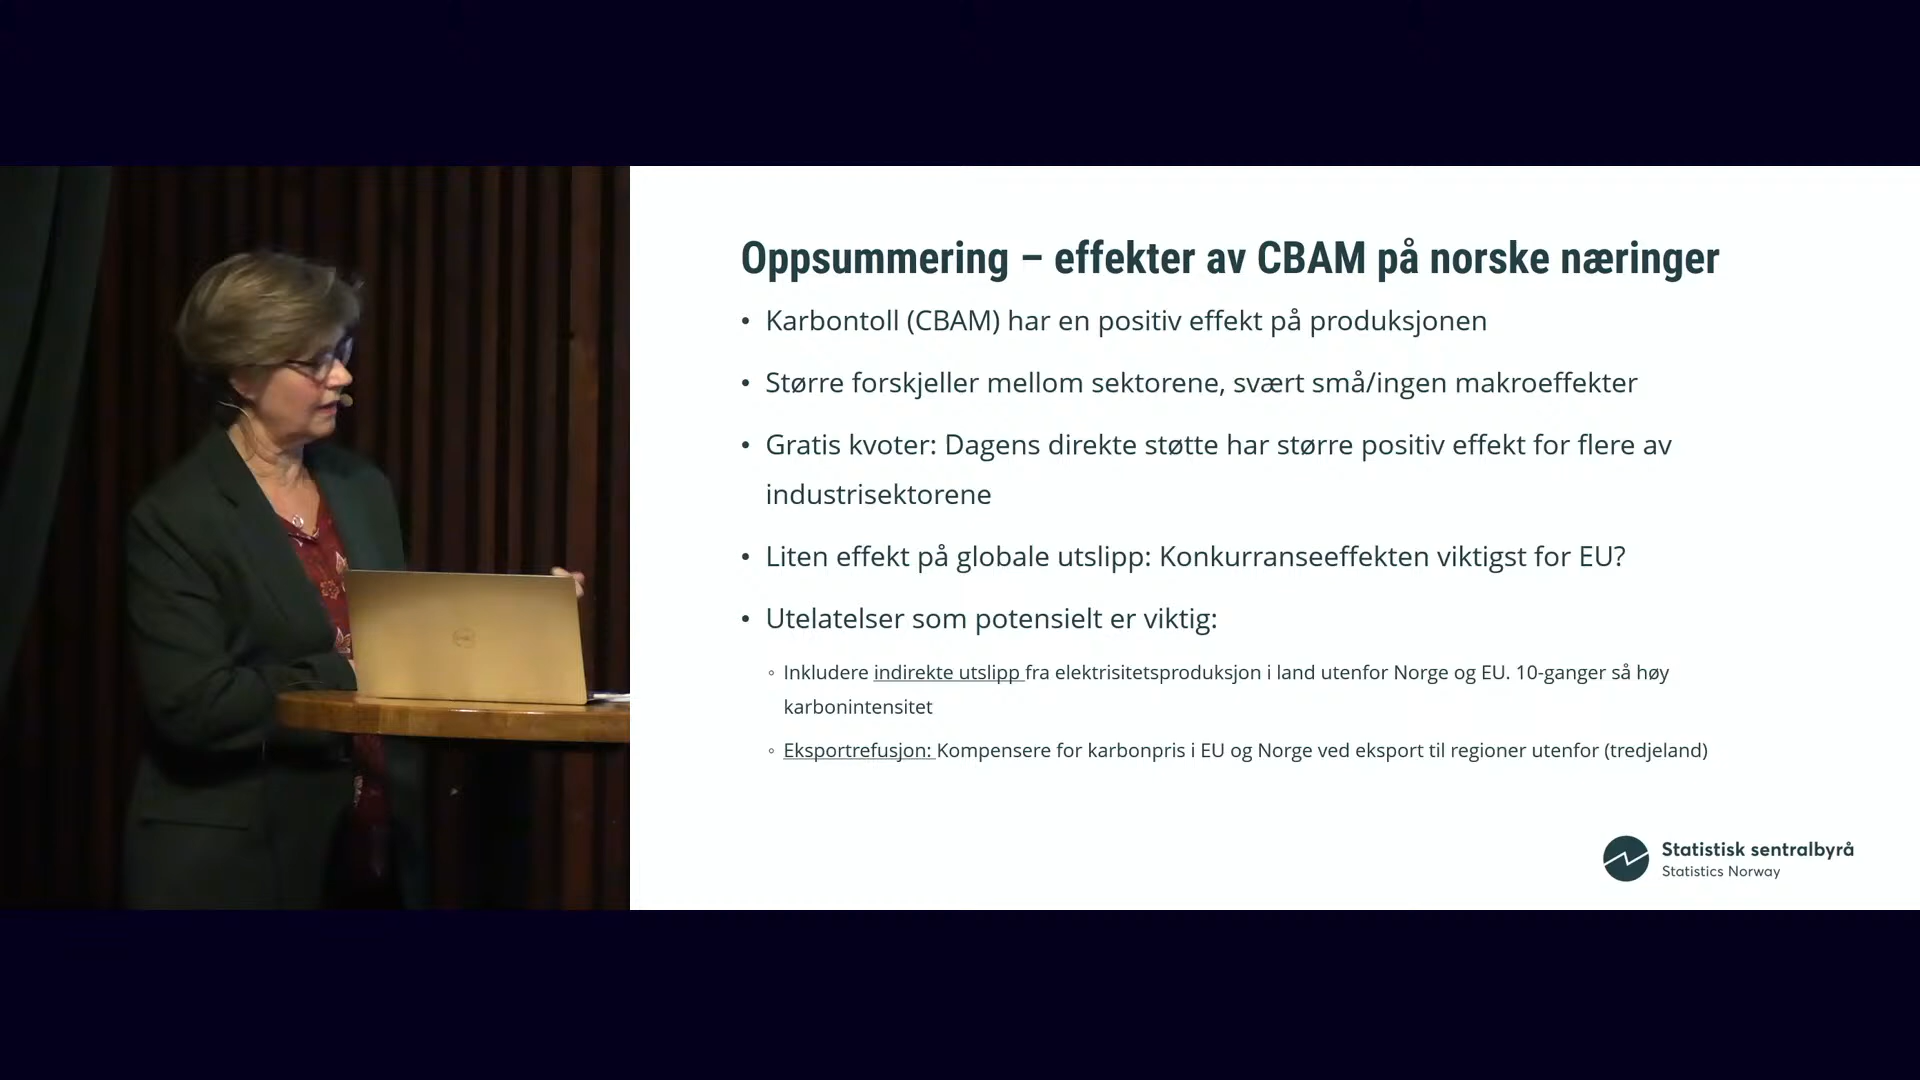 Oppsummering – effekter av CBAM på norske næringer
• Karbontoll (CBAM) har en positiv effekt på produksjonen
• Større forskjeller mellom sektorene, svært små/ingen makroeffekter
• Gratis kvoter: Dagens direkte støtte har større positiv effekt for flere av
industrisektorene
• Liten effekt på globale utslipp: Konkurranseeffekten viktigst for EU?
• Utelatelser som potensielt er viktig:
◦ Inkludere indirekte utslipp fra elektrisitetsproduksjon i land utenfor Norge og EU. 10-ganger så høy
karbonintensitet
◦ Eksportrefusjon: Kompensere for karbonpris i EU og Norge ved eksport til regioner utenfor (tredjeland)
Statistisk sentralbyrå
Statistics Norway